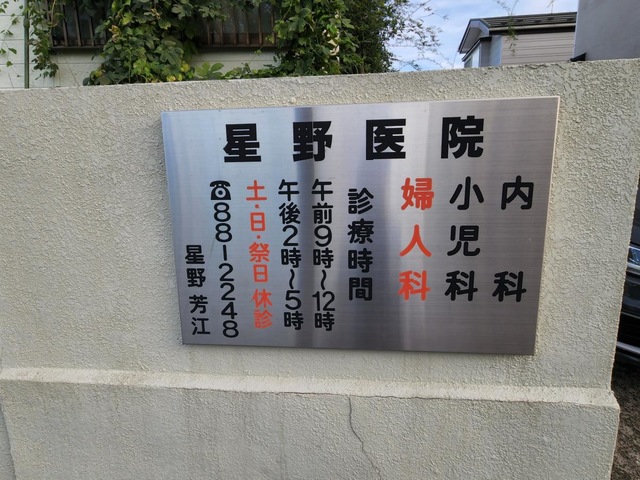 星野医院
内科
小児科
婦人科
診療時間
午前9時～12時
午後2時～5時
土・日・祭日 休診
☎88-2248
星野 芳江